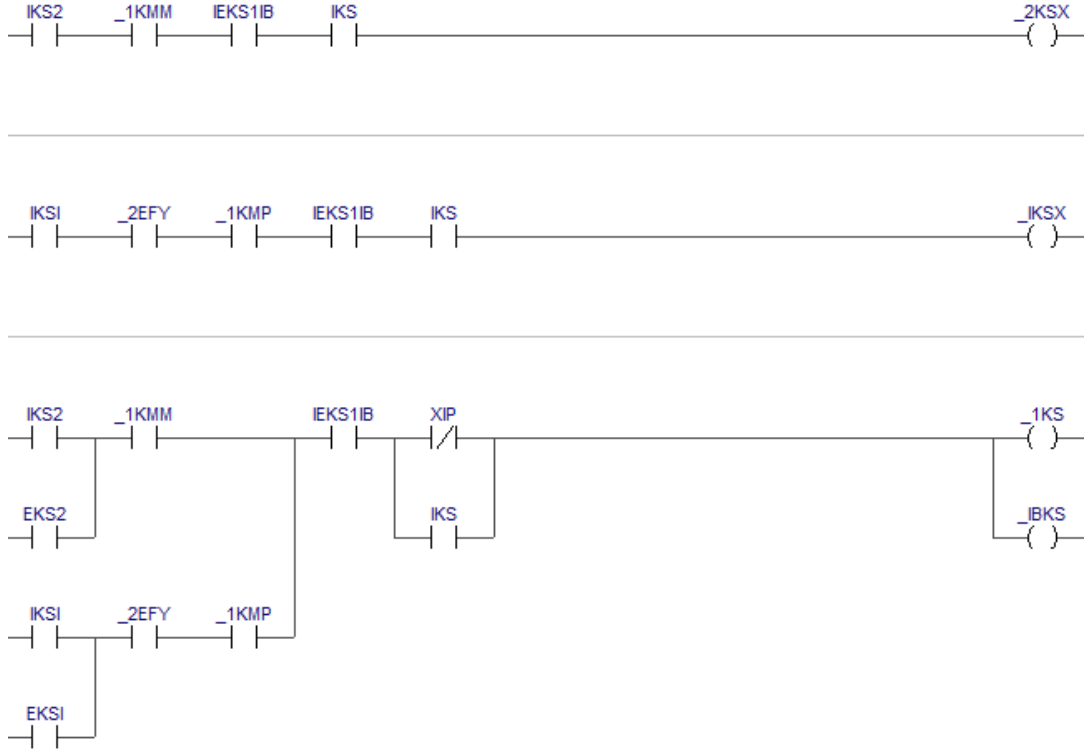 IKS2 _1KMM IEKS1IB IKS _2KSX
IKSI _2EFY _1KMP IEKS1IB IKS _IKSX
IKS2 _1KMM IEKS1IB XIP _1KS
EKS2 IKS _IBKS
IKSI _2EFY _1KMP
EKSI